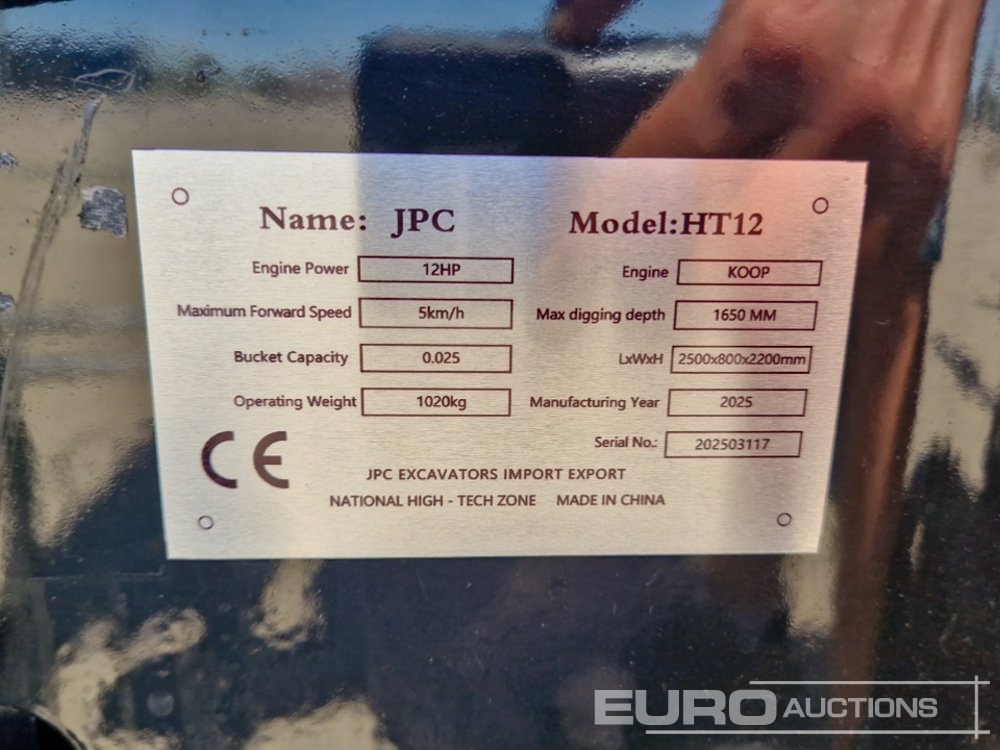 Name: JPC Model:HT12
Engine Power 12HP Engine KOOP
Maximum Forward Speed 5km/h Max digging depth 1650 MM
Bucket Capacity 0.025 LxWxH 2500x800x2200mm
Operating Weight 1020kg Manufacturing Year 2025
Serial No.: 202503117
CE
JPC EXCAVATORS IMPORT EXPORT
NATIONAL HIGH - TECH ZONE MADE IN CHINA
EURO AUCTIONS